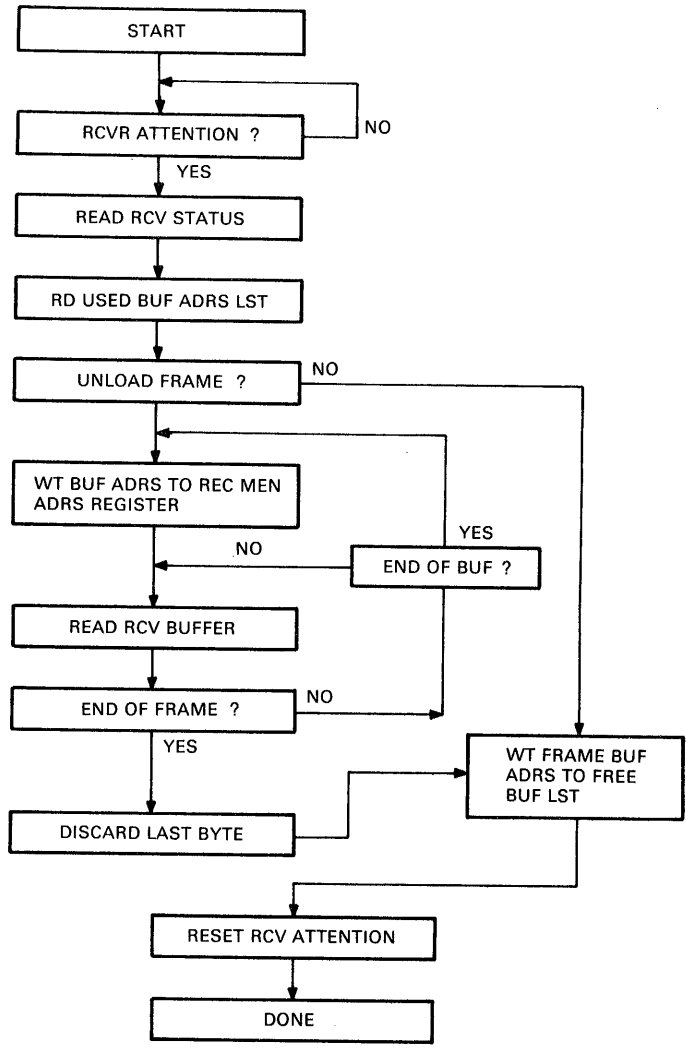 START
RCVR ATTENTION ?
NO
YES
READ RCV STATUS
RD USED BUF ADRS LST
UNLOAD FRAME ?
NO
WT BUF ADRS TO REC MEN
ADRS REGISTER
YES
NO
END OF BUF ?
READ RCV BUFFER
END OF FRAME ?
NO
YES
WT FRAME BUF
ADRS TO FREE
BUF LST
DISCARD LAST BYTE
RESET RCV ATTENTION
DONE